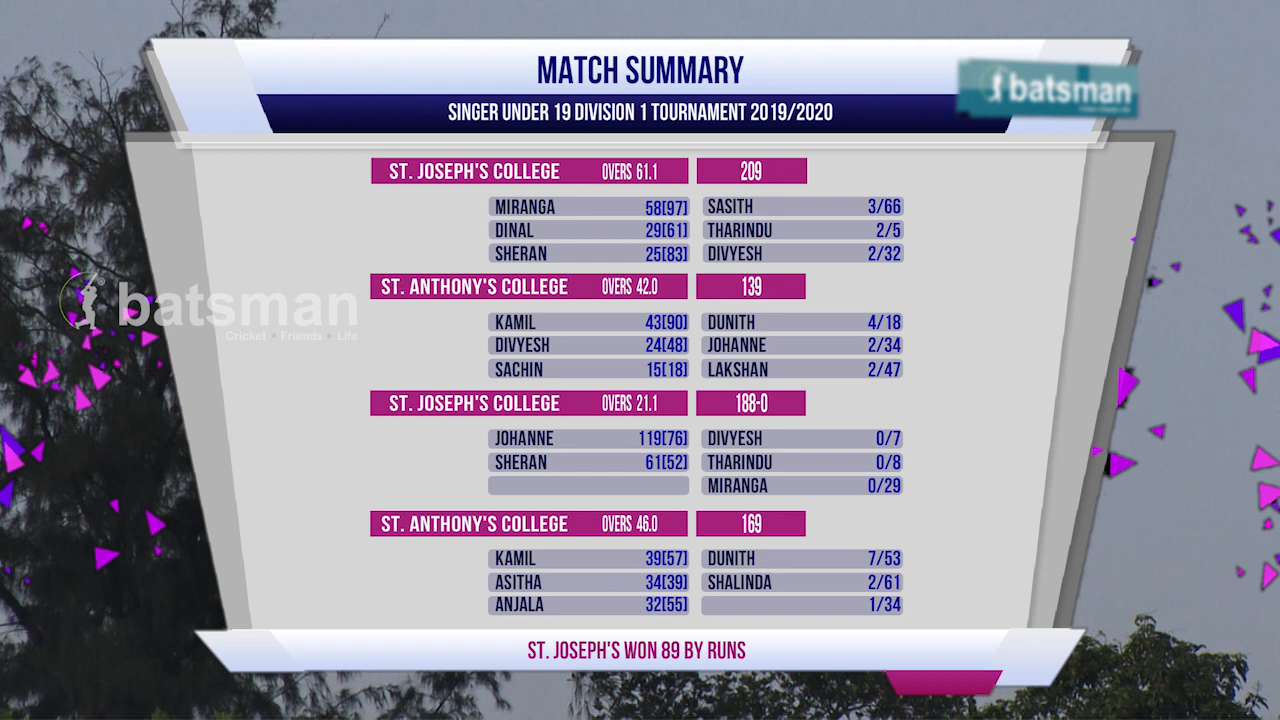 MATCH SUMMARY
batsman
SINGER UNDER 19 DIVISION 1 TOURNAMENT 2019/2020
ST. JOSEPH'S COLLEGE OVERS 61.1 209
MIRANGA 58[97] SASITH 3/66
DINAL 29[61] THARINDU 2/5
SHERAN 25[83] DIVYESH 2/32
ST. ANTHONY'S COLLEGE OVERS 42.0 139
batsman
Cricket • Friends • Life
KAMIL 43[90] DUNITH 4/18
DIVYESH 24[48] JOHANNE 2/34
SACHIN 15[18] LAKSHAN 2/47
ST. JOSEPH'S COLLEGE OVERS 21.1 188-0
JOHANNE 119[76] DIVYESH 0/7
SHERAN 61[52] THARINDU 0/8
MIRANGA 0/29
ST. ANTHONY'S COLLEGE OVERS 46.0 169
KAMIL 39[57] DUNITH 7/53
ASITHA 34[39] SHALINDA 2/61
ANJALA 32[55] 1/34
ST. JOSEPH'S WON 89 BY RUNS